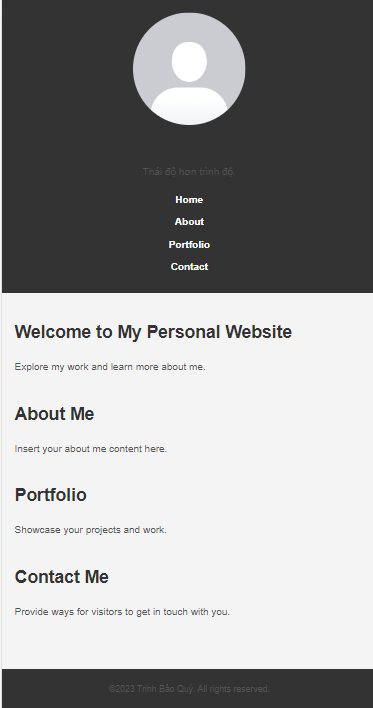 Thái độ hơn trình độ.
Home
About
Portfolio
Contact
Welcome to My Personal Website
Explore my work and learn more about me.
About Me
Insert your about me content here.
Portfolio
Showcase your projects and work.
Contact Me
Provide ways for visitors to get in touch with you.
©2023 Trịnh Bảo Quý. All rights reserved.